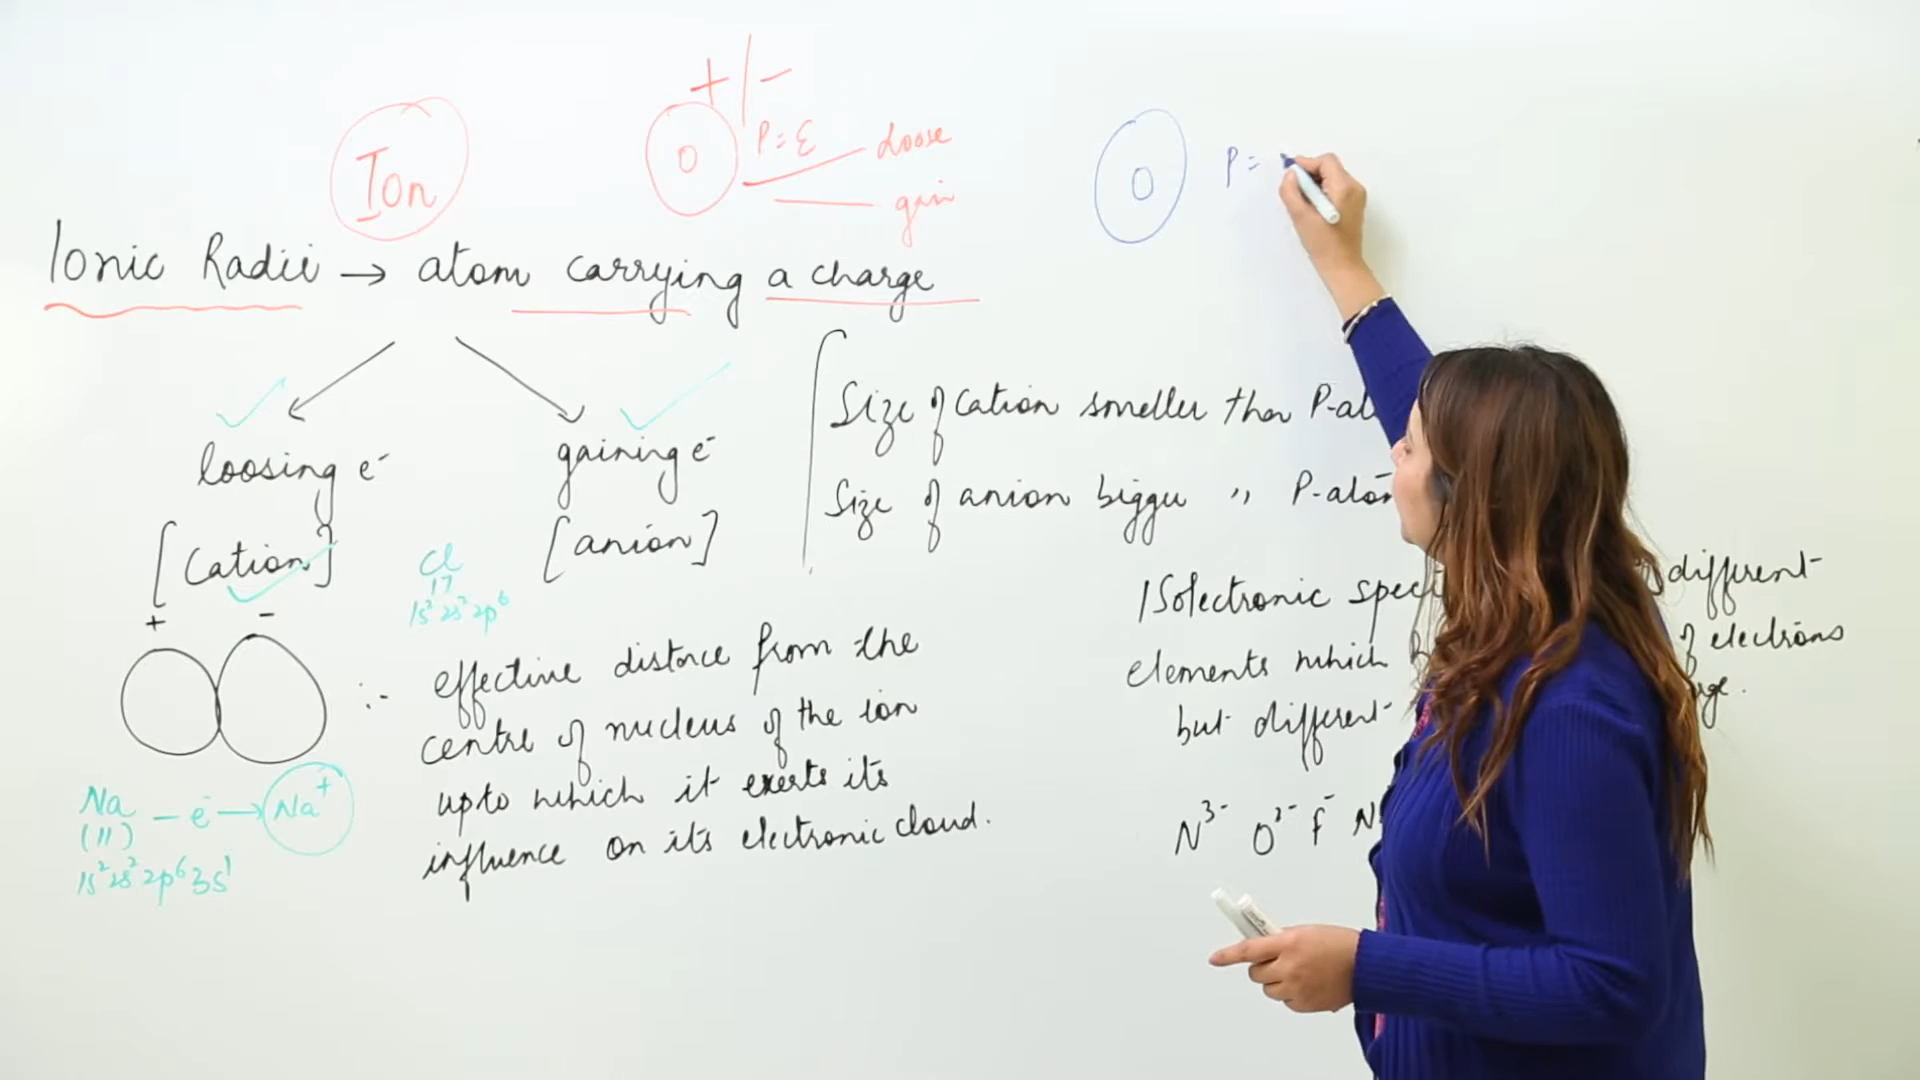 + | -
Ion
P = E
Loose
gain
P =
Ionic Radii → atom carrying a charge
loosing e-
gaining e-
[Cation]
[anion]
Size of Cation smaller than
Size of anion bigger " P-atom
Cl
17
1s² 2s² 2p⁶
+ -
∴ effective distance from the
centre of nucleus of the ion
upto which it exerts its
influence on its electronic cloud.
Na - e- → Na+
(11)
1s² 2s² 2p⁶ 3s¹
ISolectronic different
elements which of electrons
but different
N³⁻ O²⁻ F⁻ N